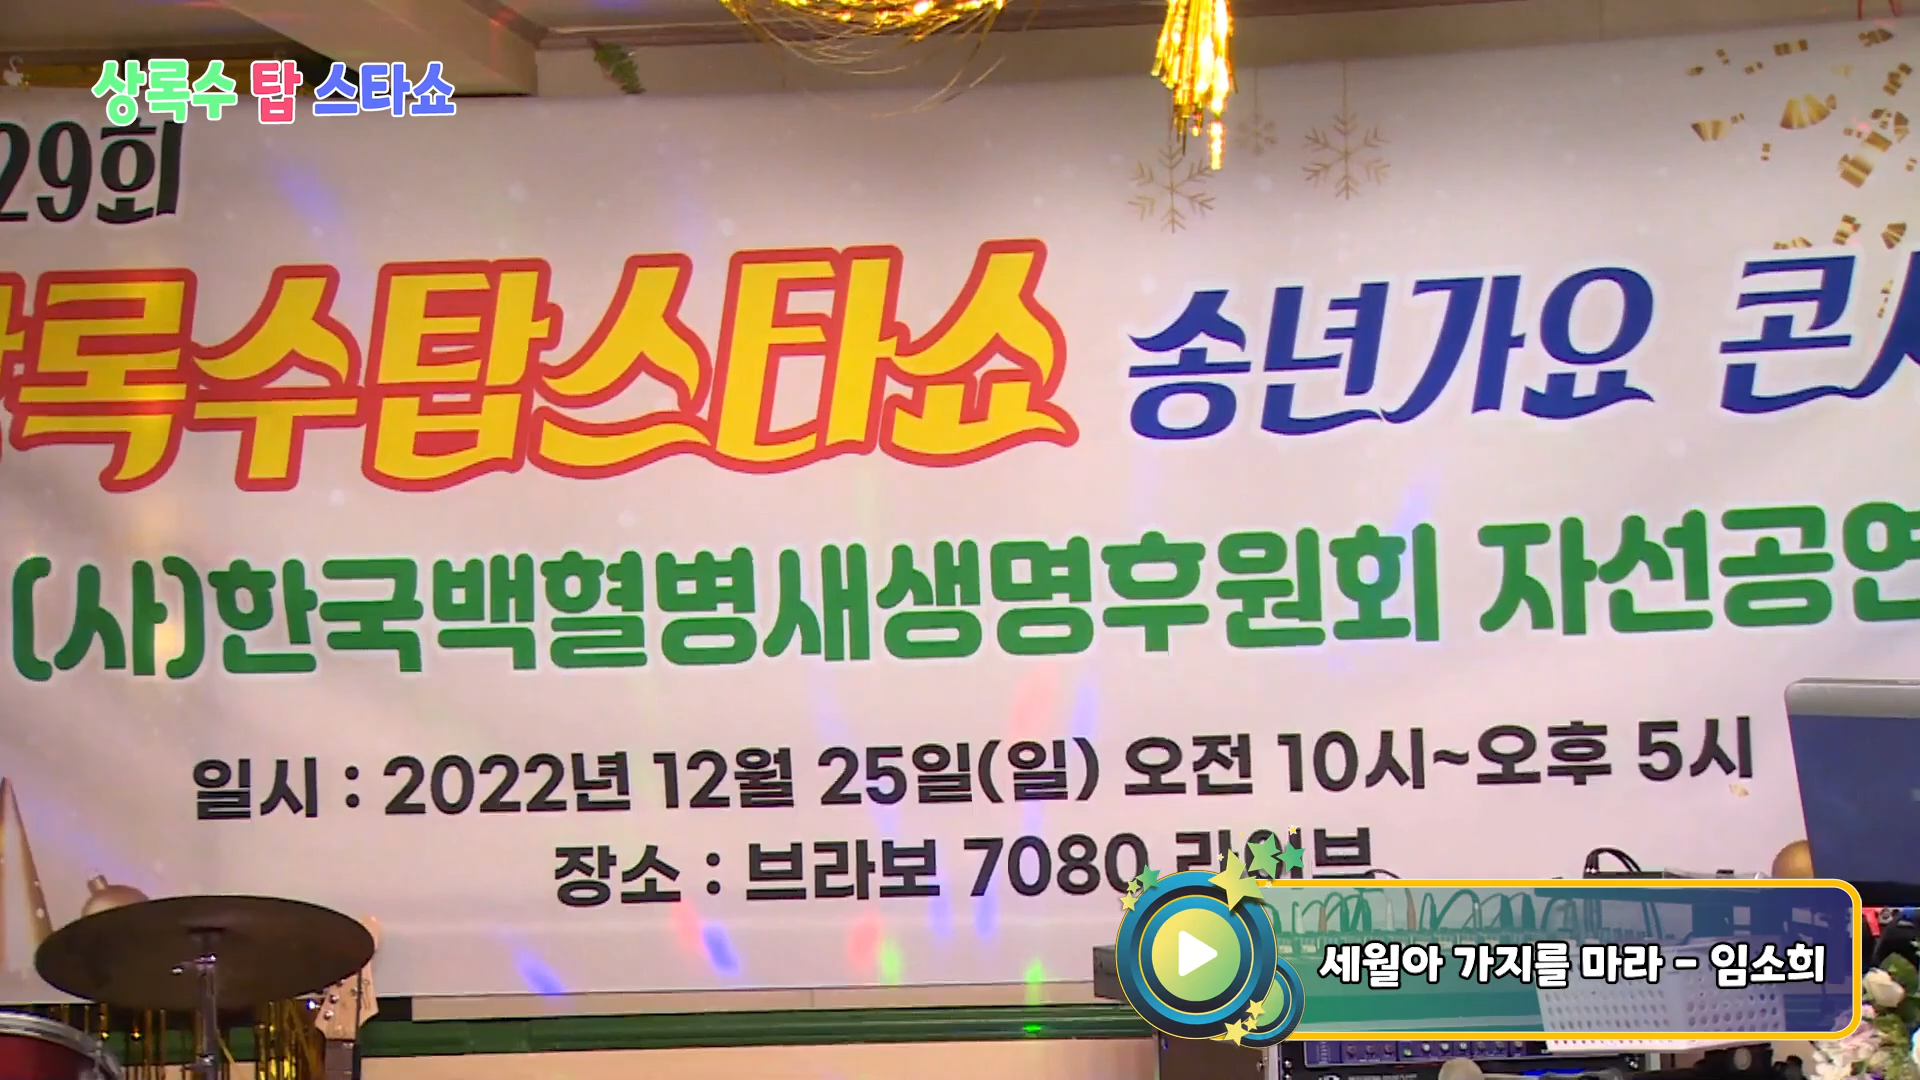 상록수 탑 스타쇼
29회
록수탑스타쇼 송년가요 콘
(사)한국백혈병새생명후원회 자선공연
일시 : 2022년 12월 25일(일) 오전 10시~오후 5시
장소 : 브라보 7080 라이브
세월아 가지를 마라 - 임소희